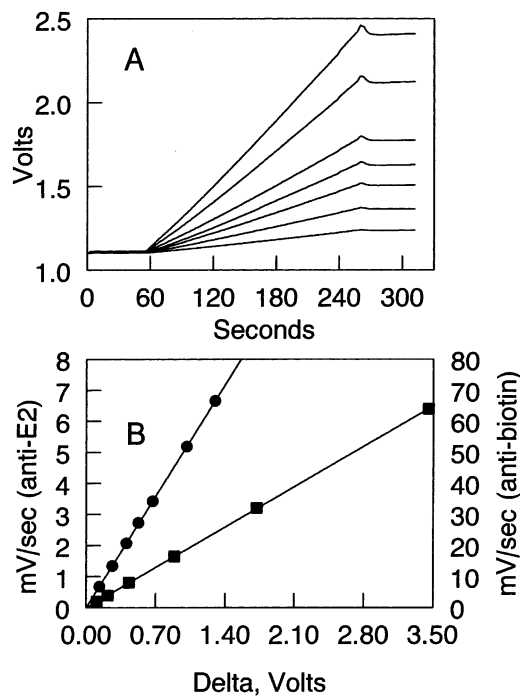 2.5
A
2.0
Volts
1.5
1.0
0 60 120 180 240 300
Seconds
8 80
7 70
6 60
B
5 50
4 40
3 30
2 20
1 10
0 0
mV/sec (anti-E2)
mV/sec (anti-biotin)
0.00 0.70 1.40 2.10 2.80 3.50
Delta, Volts